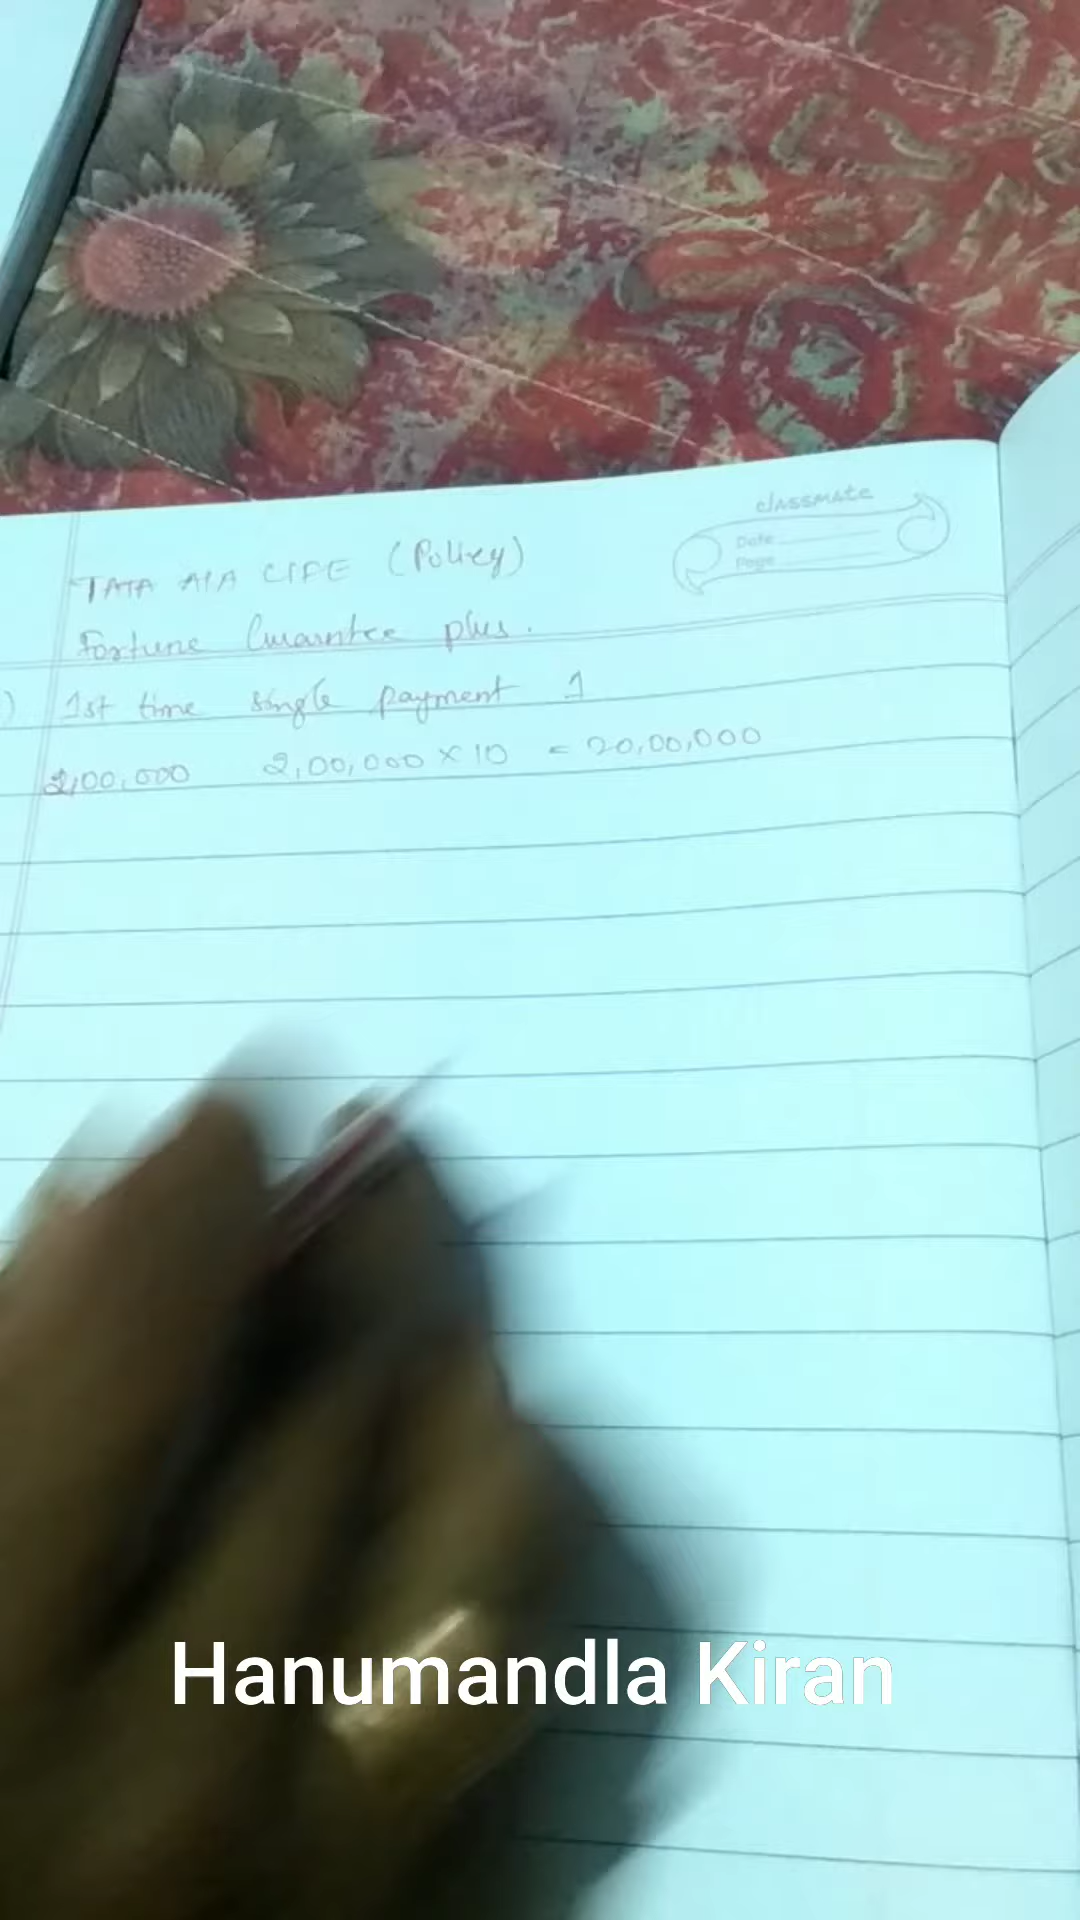 classmate
Date
Page
TATA AIA LIFE (Policy)
Fortune Guarntee plus.
) 1st time single payment 1
2,00,000 2,00,000 × 10 = 20,00,000
Hanumandla Kiran